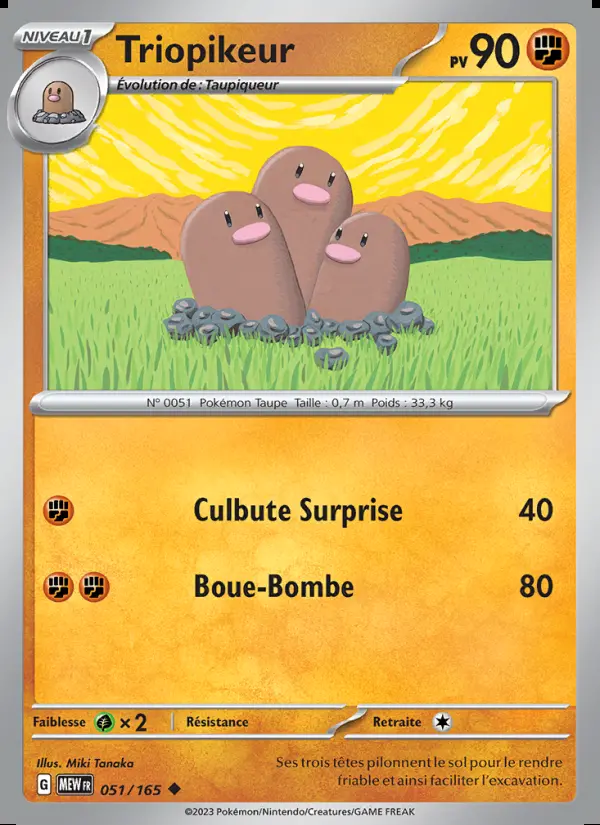 NIVEAU 1
Triopikeur
PV 90
Évolution de : Taupiqueur
N° 0051 Pokémon Taupe Taille : 0,7 m Poids : 33,3 kg
Culbute Surprise 40
Boue-Bombe 80
Faiblesse × 2 Résistance Retraite
Illus. Miki Tanaka
Ses trois têtes pilonnent le sol pour le rendre
friable et ainsi faciliter l'excavation.
G MEW FR 051/165
©2023 Pokémon/Nintendo/Creatures/GAME FREAK